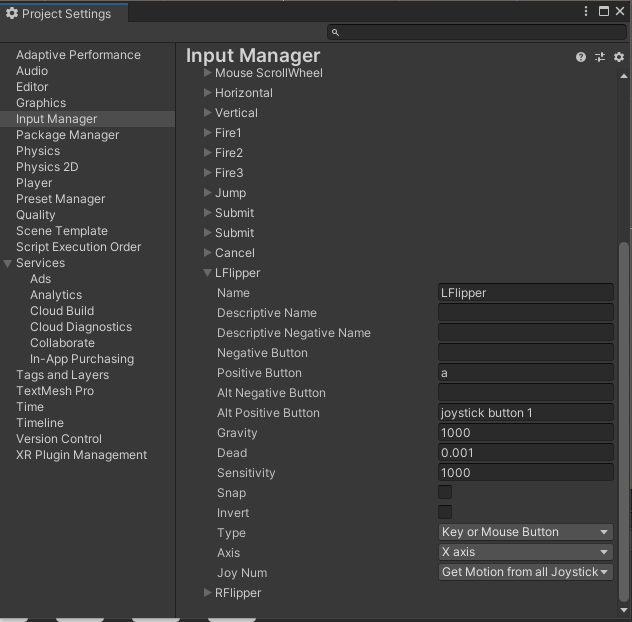 Project Settings
Adaptive Performance
Audio
Editor
Graphics
Input Manager
Package Manager
Physics
Physics 2D
Player
Preset Manager
Quality
Scene Template
Script Execution Order
Services
Ads
Analytics
Cloud Build
Cloud Diagnostics
Collaborate
In-App Purchasing
Tags and Layers
TextMesh Pro
Time
Timeline
Version Control
XR Plugin Management
Input Manager
Mouse ScrollWheel
Horizontal
Vertical
Fire1
Fire2
Fire3
Jump
Submit
Submit
Cancel
LFlipper
Name LFlipper
Descriptive Name
Descriptive Negative Name
Negative Button
Positive Button a
Alt Negative Button
Alt Positive Button joystick button 1
Gravity 1000
Dead 0.001
Sensitivity 1000
Snap
Invert
Type Key or Mouse Button
Axis X axis
Joy Num Get Motion from all Joystick
RFlipper